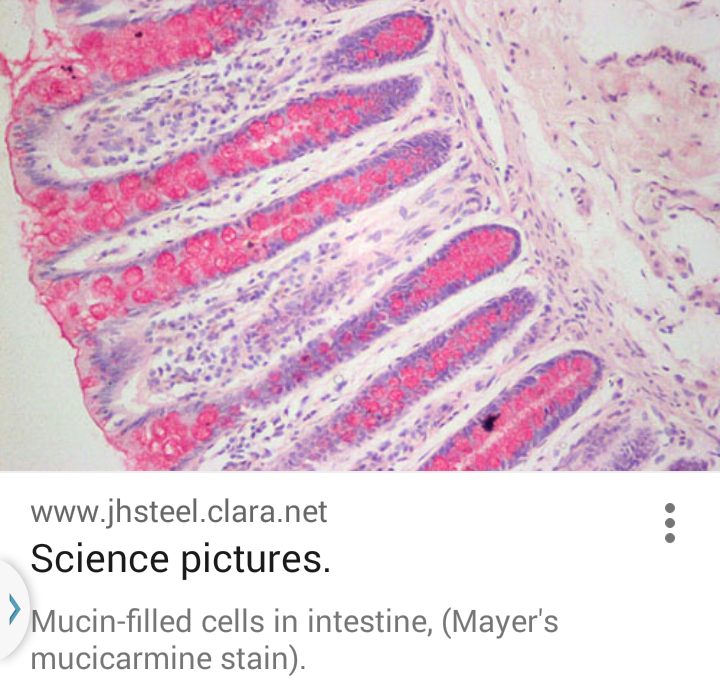 www.jhsteel.clara.net
Science pictures.
Mucin-filled cells in intestine, (Mayer's
mucicarmine stain).